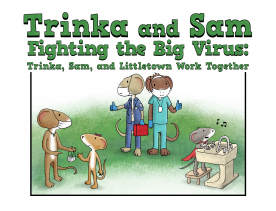 Trinka and Sam
Fighting the Big Virus:
Trinka, Sam, and Littletown Work Together